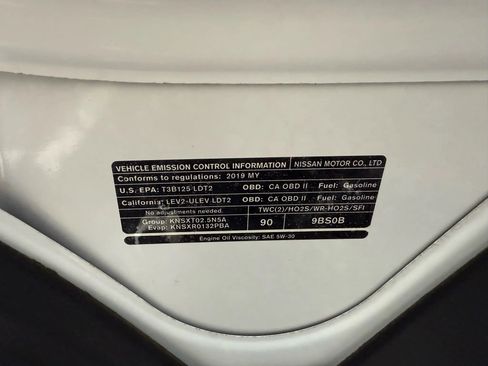 VEHICLE EMISSION CONTROL INFORMATION NISSAN MOTOR CO., LTD
Conforms to regulations: 2019 MY
U.S. EPA: T3B125 LDT2 OBD: CA OBD II Fuel: Gasoline
California: LEV2-ULEV LDT2 OBD: CA OBD II Fuel: Gasoline
No adjustments needed. TWC(2)/HO2S/WR-HO2S/SFI
Group: KNSXT02.5N5A
Evap: KNSXR0132PBA
90 9BS0B
Engine Oil Viscosity: SAE 5W-30